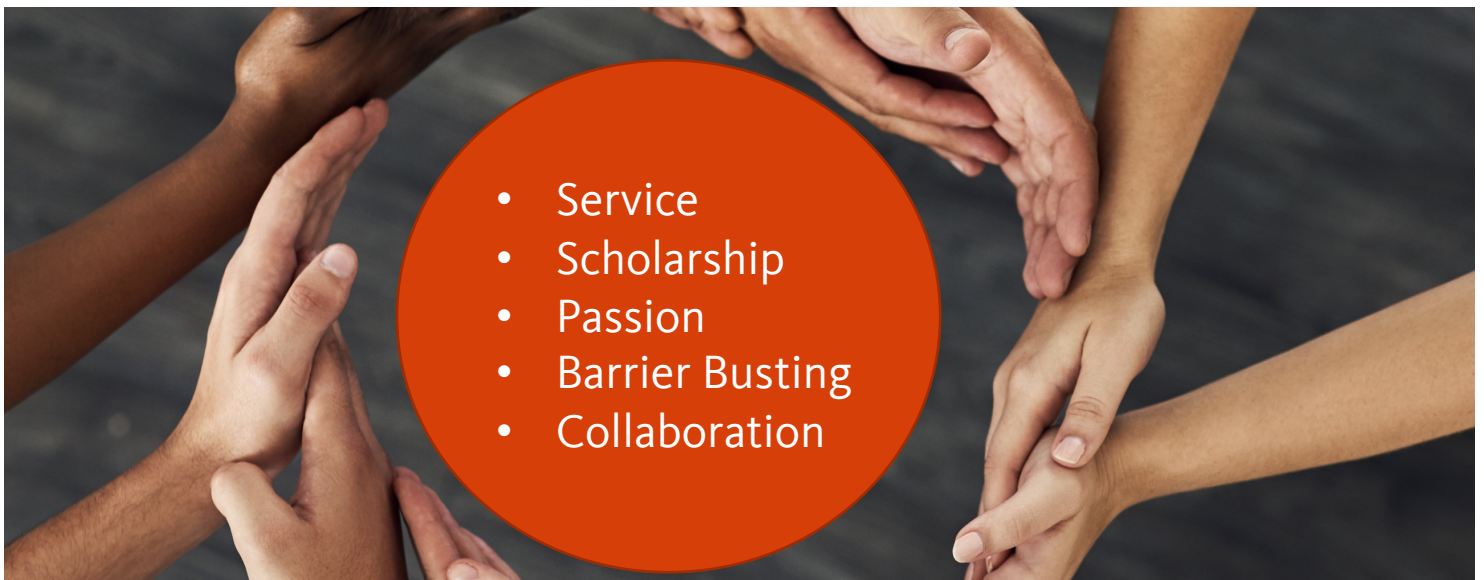 • Service
• Scholarship
• Passion
• Barrier Busting
• Collaboration